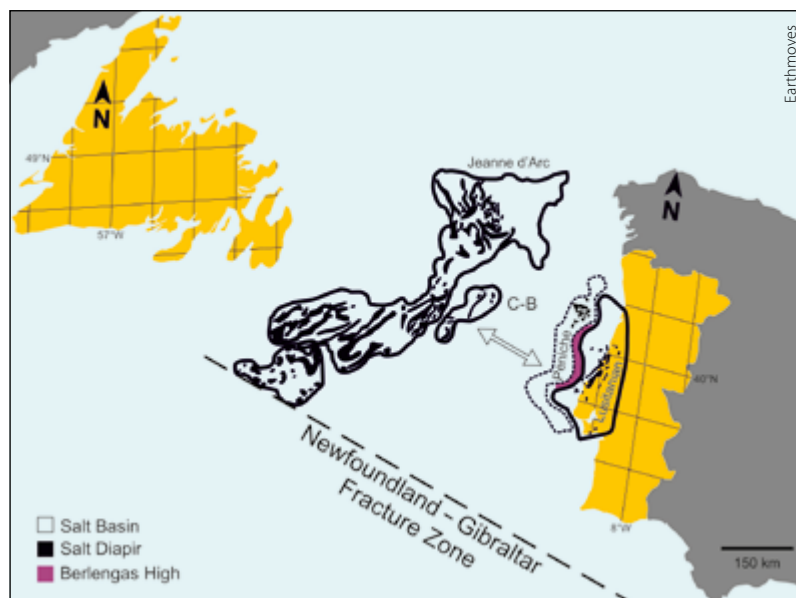 Earthmoves
N
49°N
57°W
Jeanne d'Arc
N
C-B
Peniche
Lusitanian
40°N
Newfoundland - Gibraltar
Fracture Zone
8°W
Salt Basin
Salt Diapir
Berlengas High
150 km